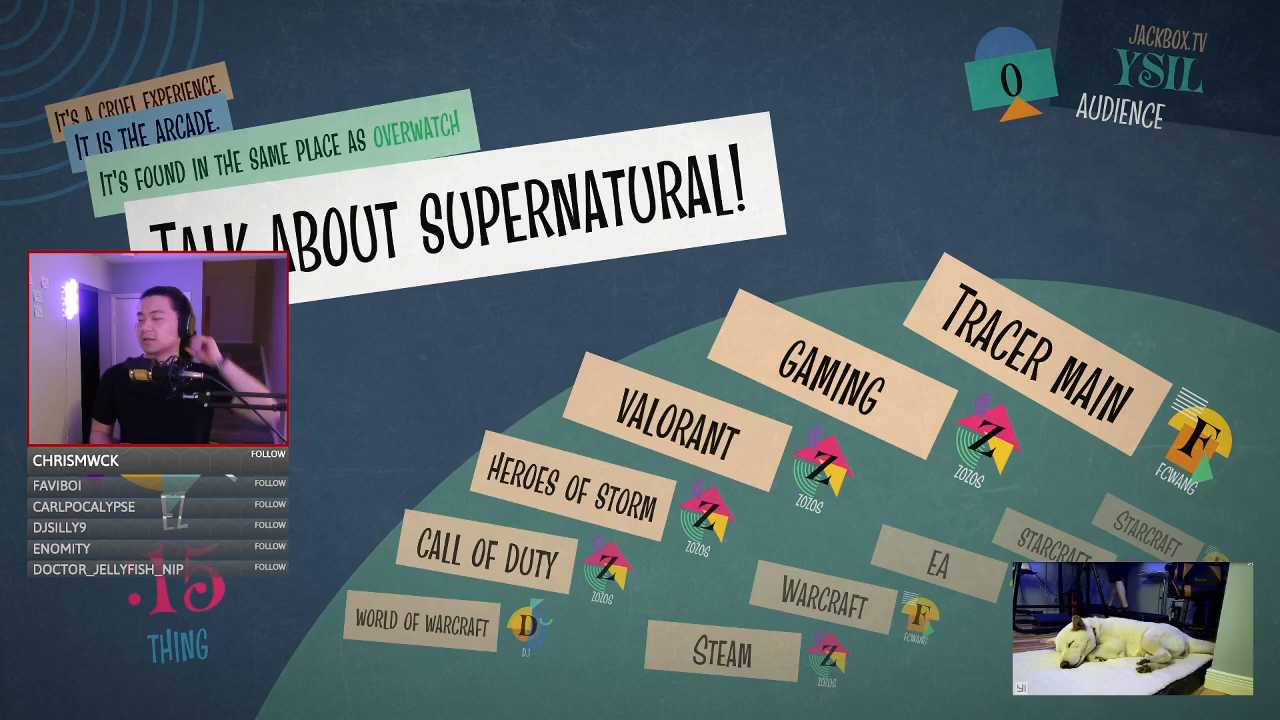 IT'S A CRUEL EXPERIENCE.
IT IS THE ARCADE.
IT'S FOUND IN THE SAME PLACE AS OVERWATCH
TALK ABOUT SUPERNATURAL!
0
JACKBOX.TV
YSIL
AUDIENCE
TRACER MAIN
F
FCWANG
GAMING
Z
ZOZOS
VALORANT
Z
ZOZOS
HEROES OF STORM
Z
ZOZOS
CALL OF DUTY
Z
ZOZOS
WORLD OF WARCRAFT
D
DJ
STARCRAFT
STARCRAFT
EA
WARCRAFT
F
FCWANG
STEAM
Z
ZOZOS
CHRISMWCK FOLLOW
FAVIBOI FOLLOW
CARLPOCALYPSE FOLLOW
DJSILLY9 FOLLOW
ENOMITY FOLLOW
DOCTOR_JELLYFISH_NIP FOLLOW
EL
:15
THING
YI